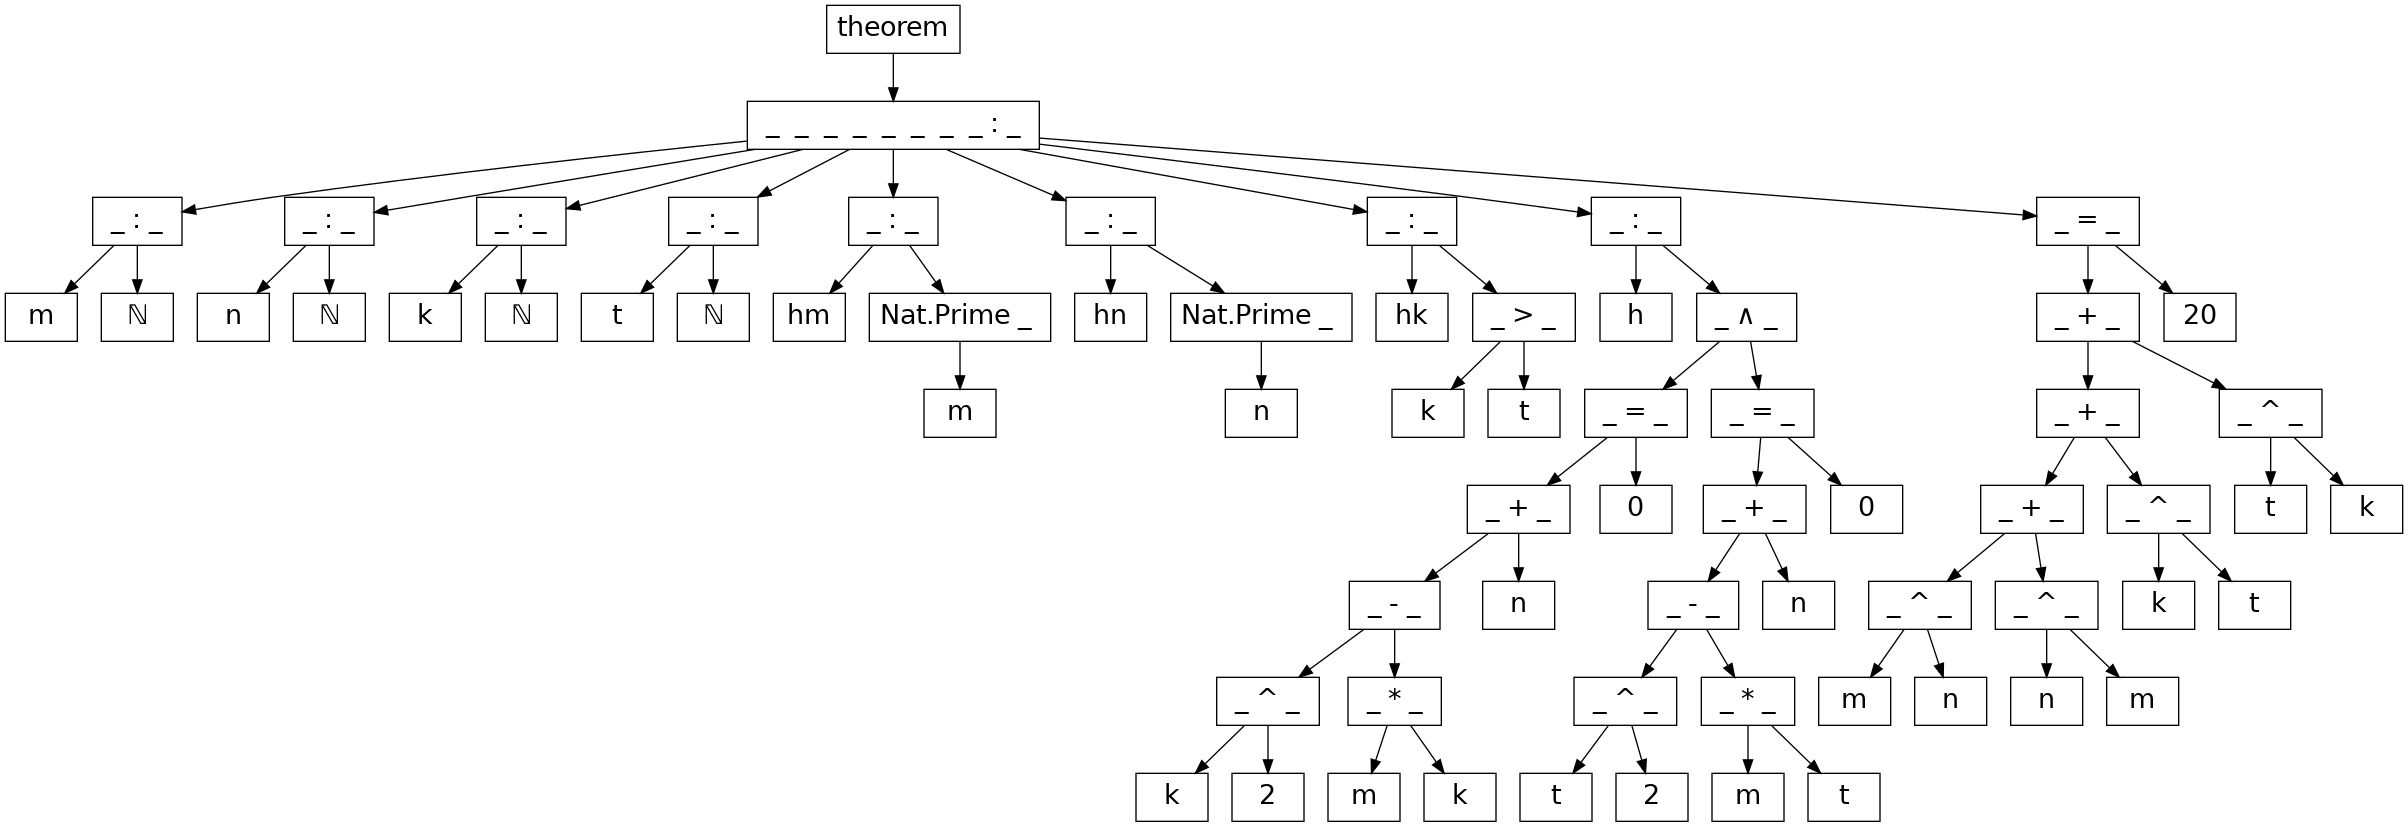 theorem
_ _ _ _ _ _ _ _ : _
_ : _ _ : _ _ : _ _ : _ _ : _ _ : _ _ : _ _ : _ _ = _
m ℕ n ℕ k ℕ t ℕ hm Nat.Prime _ hn Nat.Prime _ hk _ > _ h _ ∧ _ _ + _ 20
m n k t _ = _ _ = _ _ + _ _ ^ _
_ + _ 0 _ + _ 0 _ + _ _ ^ _ t k
_ - _ n _ - _ n _ ^ _ _ ^ _ k t
_ ^ _ _ * _ _ ^ _ _ * _ m n n m
k 2 m k t 2 m t